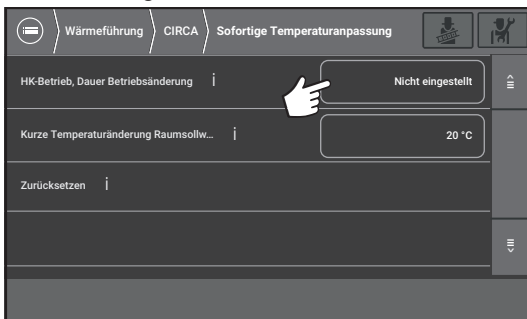 Wärmeführung CIRCA Sofortige Temperaturanpassung
HK-Betrieb, Dauer Betriebsänderung i Nicht eingestellt
Kurze Temperaturänderung Raumsollw... i 20 °C
Zurücksetzen i